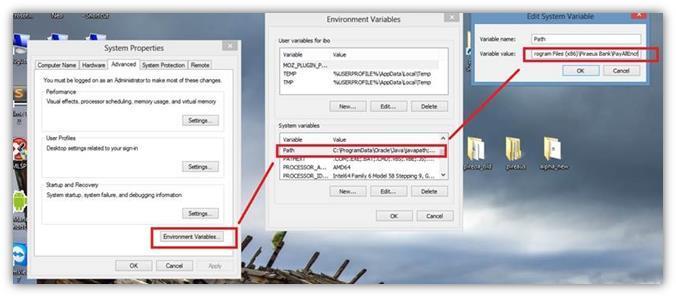 System Properties
Computer Name Hardware Advanced System Protection Remote
You must be logged on as an Administrator to make most of these changes.
Performance
Visual effects, processor scheduling, memory usage, and virtual memory
Settings...
User Profiles
Desktop settings related to your sign-in
Settings...
Startup and Recovery
System startup, system failure, and debugging information
Settings...
Environment Variables...
OK Cancel Apply
Environment Variables
User variables for ibo
Variable Value
MOZ_PLUGIN_P...
TEMP %USERPROFILE%\AppData\Local\Temp
TMP %USERPROFILE%\AppData\Local\Temp
New... Edit... Delete
System variables
Variable Value
Path C:\ProgramData\Oracle\Java\javapath;...
PATHEXT .COM;.EXE;.BAT;.CMD;.VBS;.VBE;.JS;...
PROCESSOR_A... AMD64
PROCESSOR_ID... Intel64 Family 6 Model 58 Stepping 9, G...
New... Edit... Delete
OK Cancel
Edit System Variable
Variable name: Path
Variable value: rogram Files (x86)\Piraeus Bank\PayAllEncf
OK Cancel
pireaus
alpha_new